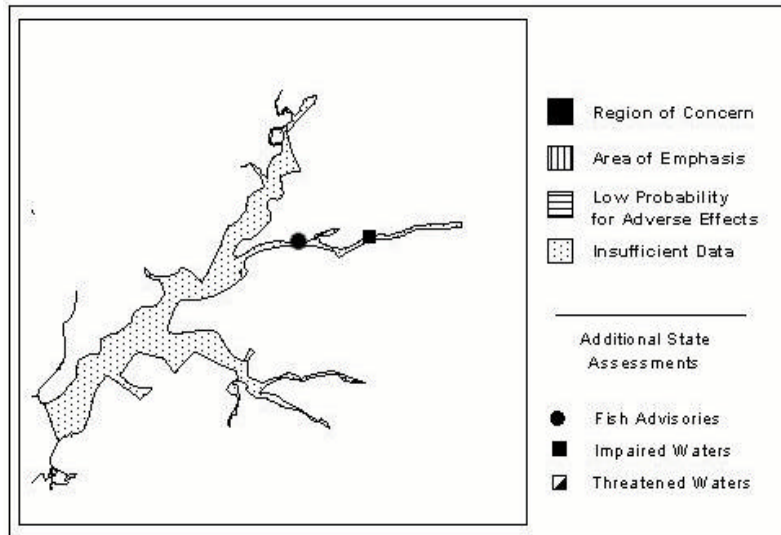 Region of Concern
Area of Emphasis
Low Probability
for Adverse Effects
Insufficient Data
Additional State
Assessments
Fish Advisories
Impaired Waters
Threatened Waters